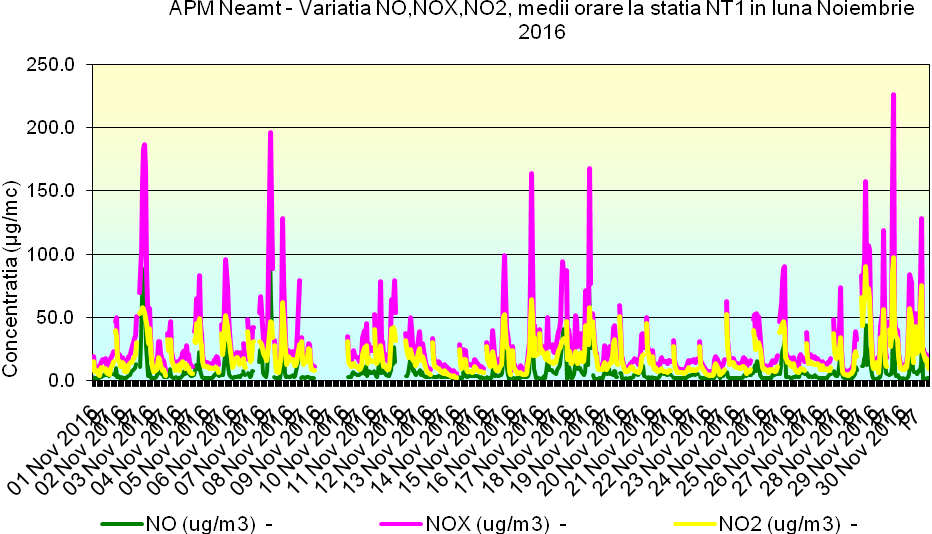 APM Neamt - Variatia NO,NOX,NO2, medii orare la statia NT1 in luna Noiembrie
2016
Concentratia (µg/mc)
250.0
200.0
150.0
100.0
50.0
0.0
01 Nov 2016
02 Nov 2016
03 Nov 2016
04 Nov 2016
05 Nov 2016
06 Nov 2016
07 Nov 2016
08 Nov 2016
09 Nov 2016
10 Nov 2016
11 Nov 2016
12 Nov 2016
14 Nov 2016
15 Nov 2016
16 Nov 2016
17 Nov 2016
18 Nov 2016
19 Nov 2016
20 Nov 2016
21 Nov 2016
22 Nov 2016
23 Nov 2016
24 Nov 2016
25 Nov 2016
26 Nov 2016
27 Nov 2016
28 Nov 2016
29 Nov 2016
30 Nov 2016
17
NO (ug/m3) -
NOX (ug/m3) -
NO2 (ug/m3) -